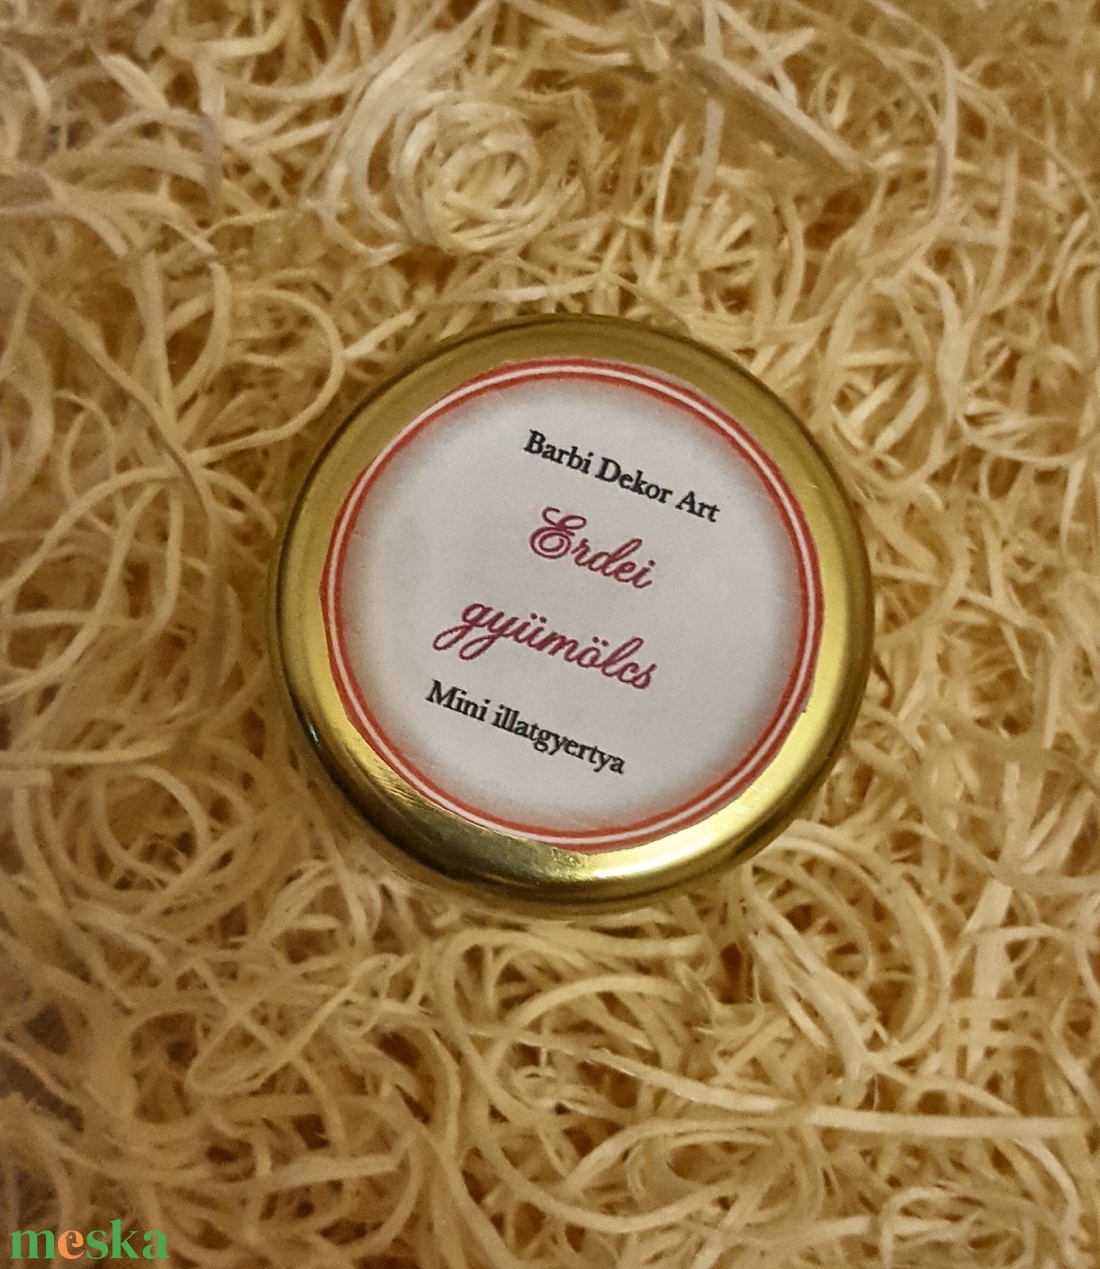 Barbi Dekor Art
Erdei
gyümölcs
Mini illatgyertya
meska